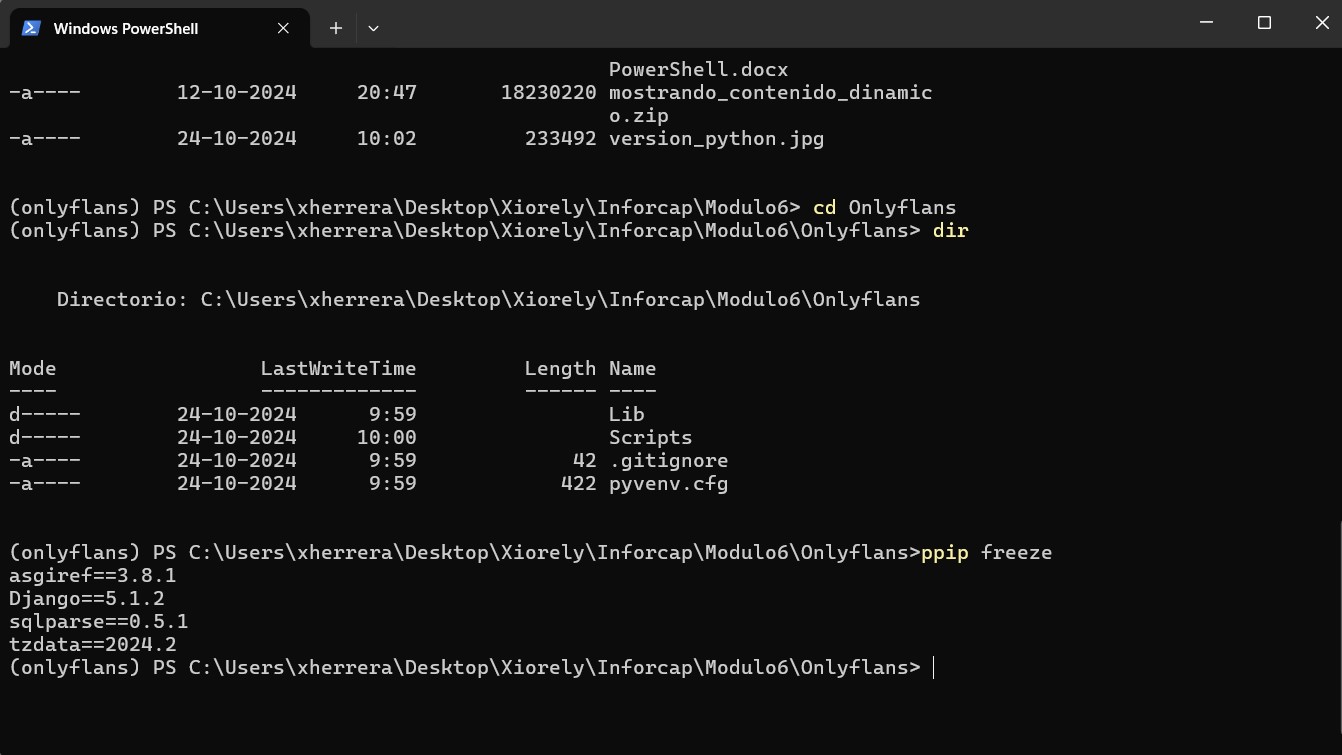 Windows PowerShell
PowerShell.docx
-a---- 12-10-2024 20:47 18230220 mostrando_contenido_dinamic
o.zip
-a---- 24-10-2024 10:02 233492 version_python.jpg
(onlyflans) PS C:\Users\xherrera\Desktop\Xiorely\Inforcap\Modulo6> cd Onlyflans
(onlyflans) PS C:\Users\xherrera\Desktop\Xiorely\Inforcap\Modulo6\Onlyflans> dir
Directorio: C:\Users\xherrera\Desktop\Xiorely\Inforcap\Modulo6\Onlyflans
Mode LastWriteTime Length Name
---- ------------- ------ ----
d----- 24-10-2024 9:59 Lib
d----- 24-10-2024 10:00 Scripts
-a---- 24-10-2024 9:59 42 .gitignore
-a---- 24-10-2024 9:59 422 pyvenv.cfg
(onlyflans) PS C:\Users\xherrera\Desktop\Xiorely\Inforcap\Modulo6\Onlyflans>ppip freeze
asgiref==3.8.1
Django==5.1.2
sqlparse==0.5.1
tzdata==2024.2
(onlyflans) PS C:\Users\xherrera\Desktop\Xiorely\Inforcap\Modulo6\Onlyflans>